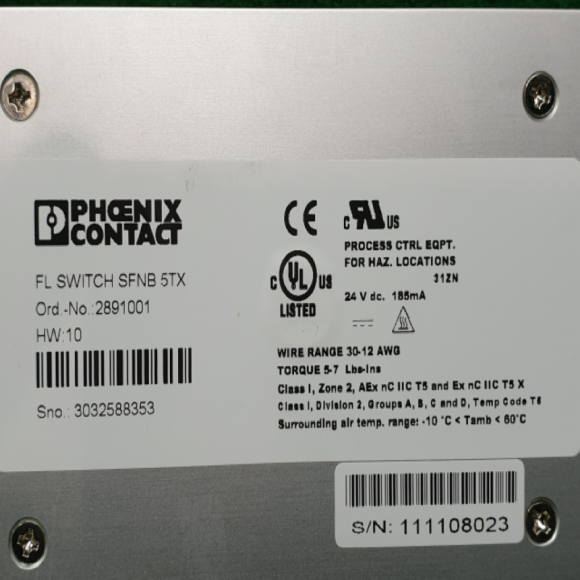 PHŒNIX
CONTACT
FL SWITCH SFNB 5TX
Ord.-No.:2891001
HW:10
Sno.: 3032588353
CE
c RU US
PROCESS CTRL EQPT.
FOR HAZ. LOCATIONS
31ZN
c UL US
LISTED
24 V dc. 185mA
WIRE RANGE 30-12 AWG
TORQUE 5-7 Lbs-Ins
Class I, Zone 2, AEx nC IIC T5 and Ex nC IIC T5 X
Class I, Division 2, Groups A, B, C and D, Temp Code T6
Surrounding air temp. range: -10 °C < Tamb < 60°C
S/N: 111108023